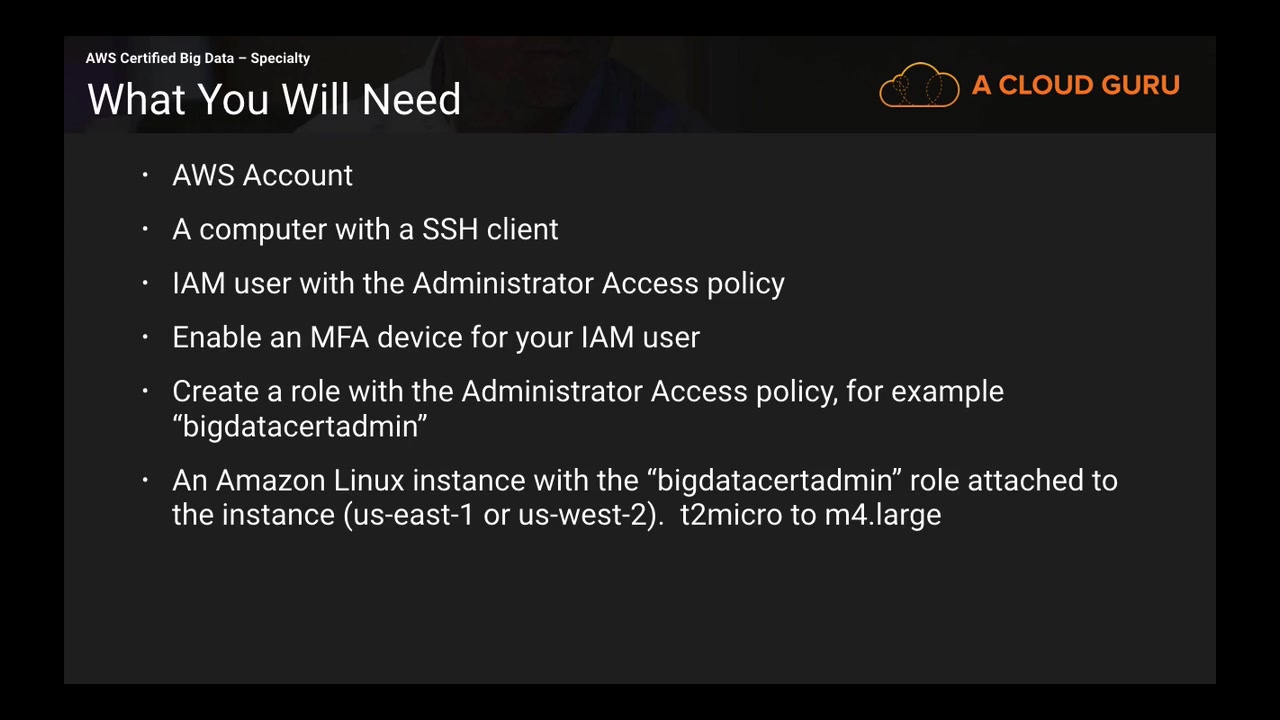 AWS Certified Big Data – Specialty
What You Will Need
A CLOUD GURU
• AWS Account
• A computer with a SSH client
• IAM user with the Administrator Access policy
• Enable an MFA device for your IAM user
• Create a role with the Administrator Access policy, for example
“bigdatacertadmin”
• An Amazon Linux instance with the “bigdatacertadmin” role attached to
the instance (us-east-1 or us-west-2).  t2micro to m4.large